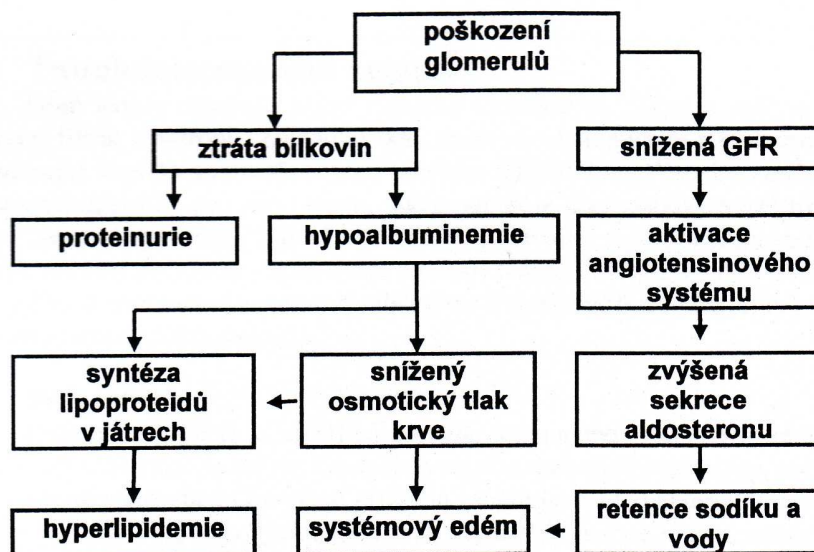 poškození
glomerulů
ztráta bílkovin
snížená GFR
proteinurie
hypoalbuminemie
aktivace
angiotensinového
systému
syntéza
lipoproteidů
v játrech
snížený
osmotický tlak
krve
zvýšená
sekrece
aldosteronu
hyperlipidemie
systémový edém
retence sodíku a
vody